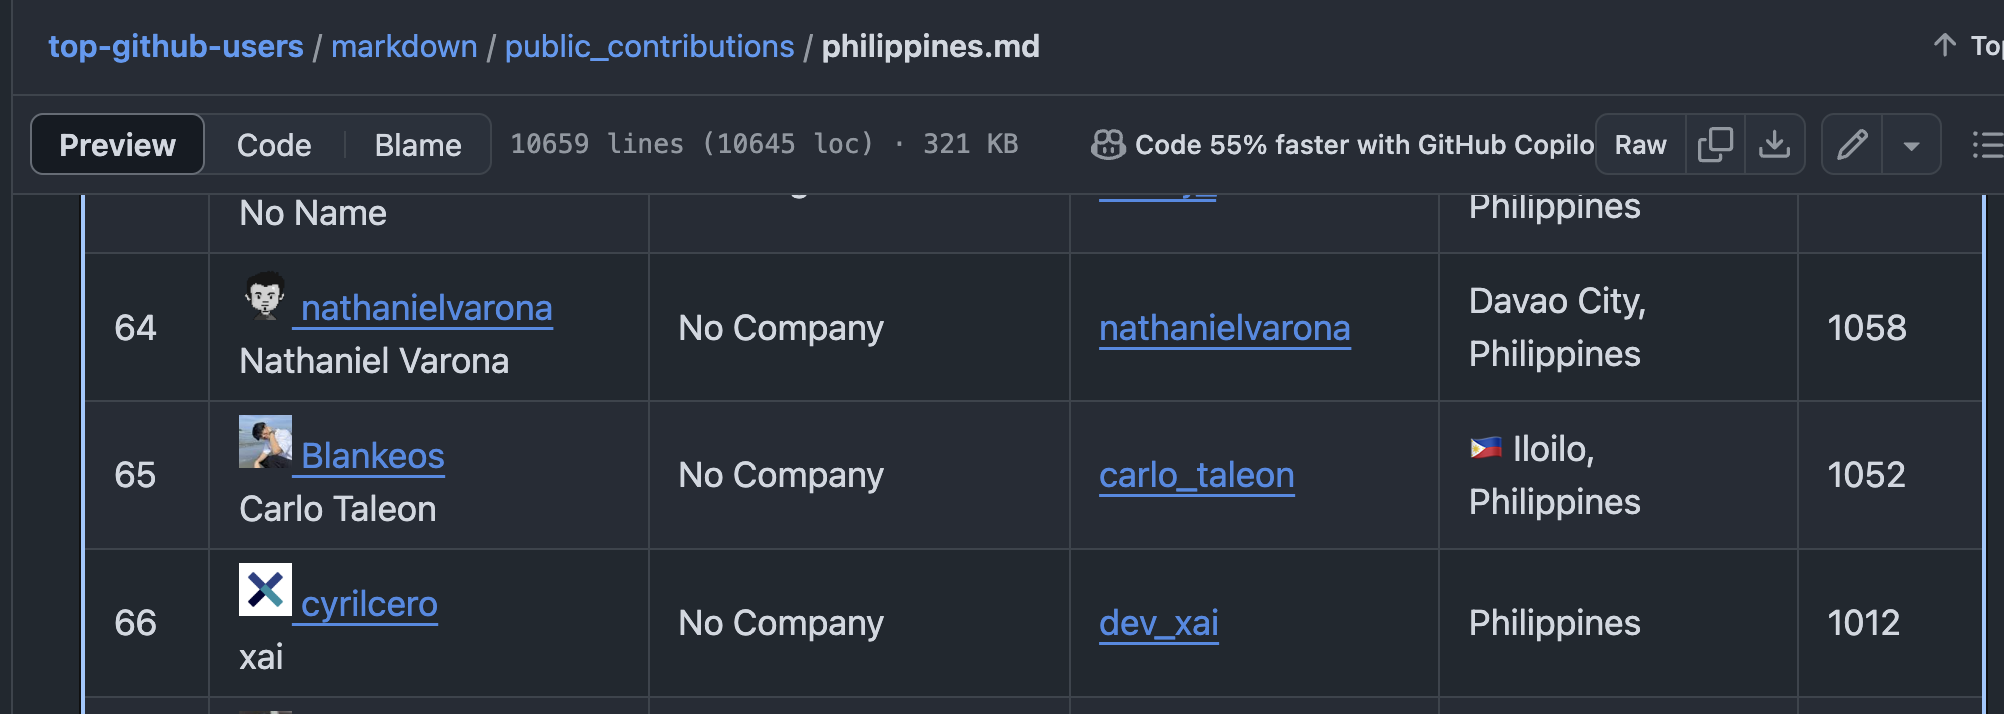 top-github-users / markdown / public_contributions / philippines.md
Preview Code Blame 10659 lines (10645 loc) · 321 KB Code 55% faster with GitHub Copilo Raw
No Name Philippines
64 nathanielvarona Nathaniel Varona No Company nathanielvarona Davao City, Philippines 1058
65 Blankeos Carlo Taleon No Company carlo_taleon 🇵🇭 Iloilo, Philippines 1052
66 cyrilcero xai No Company dev_xai Philippines 1012